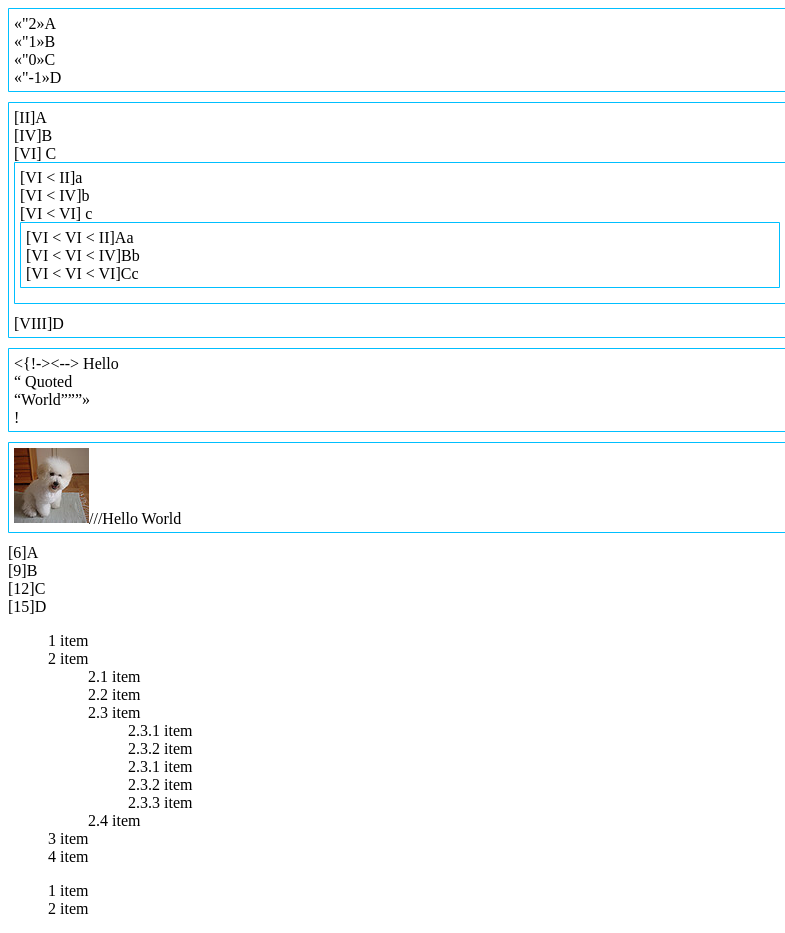 «"2»A
«"1»B
«"0»C
«"-1»D
[II]A
[IV]B
[VI] C
[VI < II]a
[VI < IV]b
[VI < VI] c
[VI < VI < II]Aa
[VI < VI < IV]Bb
[VI < VI < VI]Cc
[VIII]D
<{!-><--> Hello
“ Quoted
“World”””»
!
///Hello World
[6]A
[9]B
[12]C
[15]D
1 item
2 item
2.1 item
2.2 item
2.3 item
2.3.1 item
2.3.2 item
2.3.1 item
2.3.2 item
2.3.3 item
2.4 item
3 item
4 item
1 item
2 item